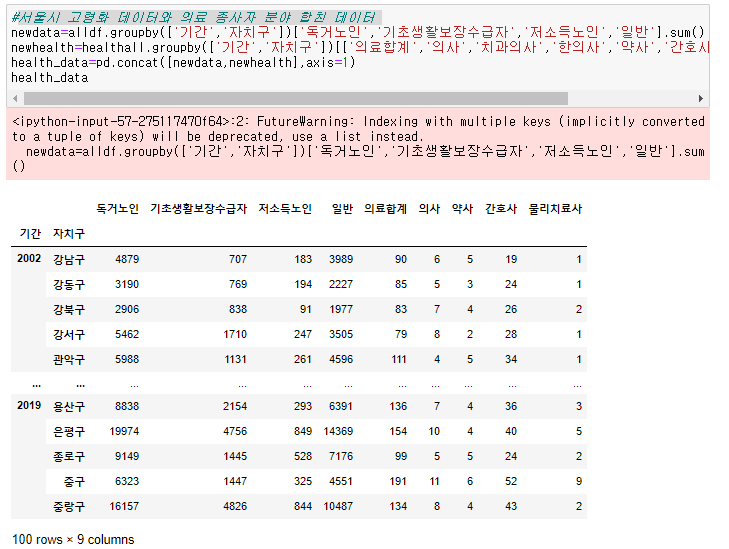 #서울시 고령화 데이터와 의료 종사자 분야 합친 데이터
newdata=alldf.groupby(['기간','자치구'])['독거노인','기초생활보장수급자','저소득노인','일반'].sum()
newhealth=healthall.groupby(['기간','자치구'])[['의료합계','의사','치과의사','한의사','약사','간호사
health_data=pd.concat([newdata,newhealth],axis=1)
health_data
<ipython-input-57-275117470f64>:2: FutureWarning: Indexing with multiple keys (implicitly converted
to a tuple of keys) will be deprecated, use a list instead.
newdata=alldf.groupby(['기간','자치구'])['독거노인','기초생활보장수급자','저소득노인','일반'].sum
()
독거노인 기초생활보장수급자 저소득노인 일반 의료합계 의사 약사 간호사 물리치료사
기간 자치구
2002 강남구 4879 707 183 3989 90 6 5 19 1
강동구 3190 769 194 2227 85 5 3 24 1
강북구 2906 838 91 1977 83 7 4 26 2
강서구 5462 1710 247 3505 79 8 2 28 1
관악구 5988 1131 261 4596 111 4 5 34 1
... ... ... ... ... ... ... ... ... ... ...
2019 용산구 8838 2154 293 6391 136 7 4 36 3
은평구 19974 4756 849 14369 154 10 4 40 5
종로구 9149 1445 528 7176 99 5 5 24 2
중구 6323 1447 325 4551 191 11 6 52 9
중랑구 16157 4826 844 10487 134 8 4 43 2
100 rows × 9 columns